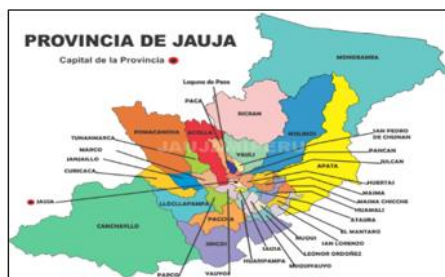 PROVINCIA DE JAUJA
Capital de la Provincia
MONOBAMBA
Laguna de Paca
PACA
RICRAN
POMACANCHA
ACOLLA
MOLINOS
TUNANMARCA
YAULI
SAN PEDRO
DE CHUNAN
MARCO
PANCAN
JANJAILLO
JULCAN
CURICACA
APATA
HUERTAS
MASMA
JAUJA
MASMA CHICCHE
LLOCLLAPAMPA
HUAMALI
ATAURA
CANCHAYLLO
PACCHA
EL MANTARO
MUQUI
SAN LORENZO
SINCOS
SAUSA
LEONOR ORDOÑEZ
HUARIPAMPA
MUQUIYAUYO
PARCO
YAUYOS